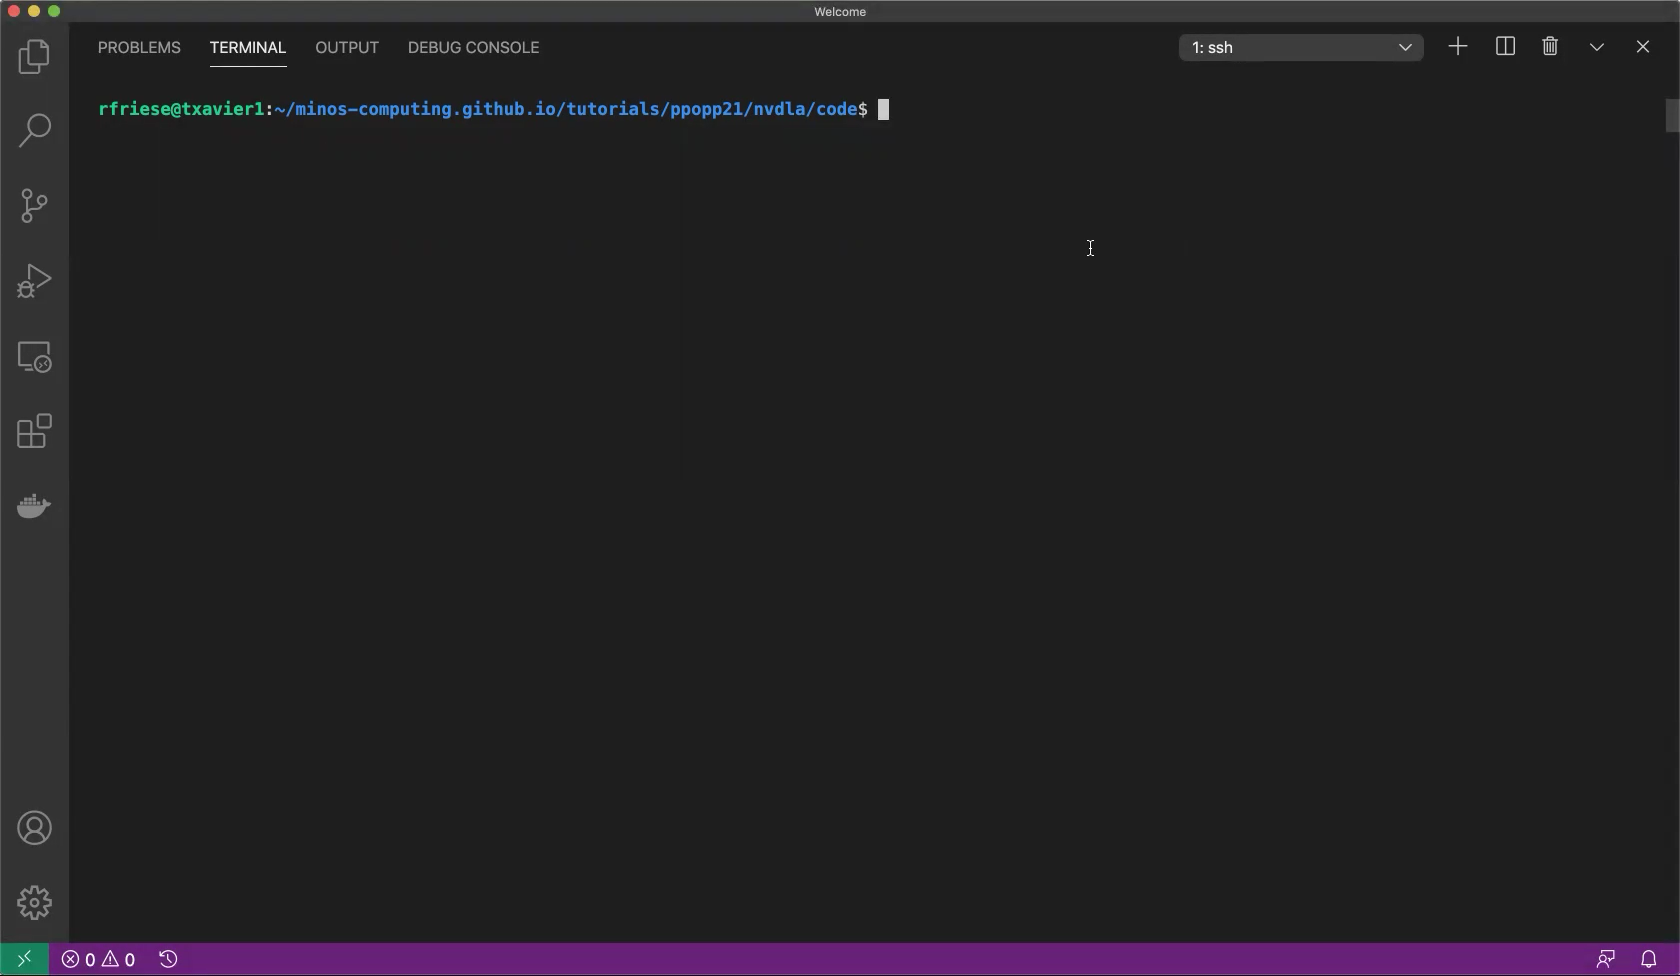 Welcome
PROBLEMS TERMINAL OUTPUT DEBUG CONSOLE 1: ssh
rfriese@txavier1:~/minos-computing.github.io/tutorials/ppopp21/nvdla/code$
0 0